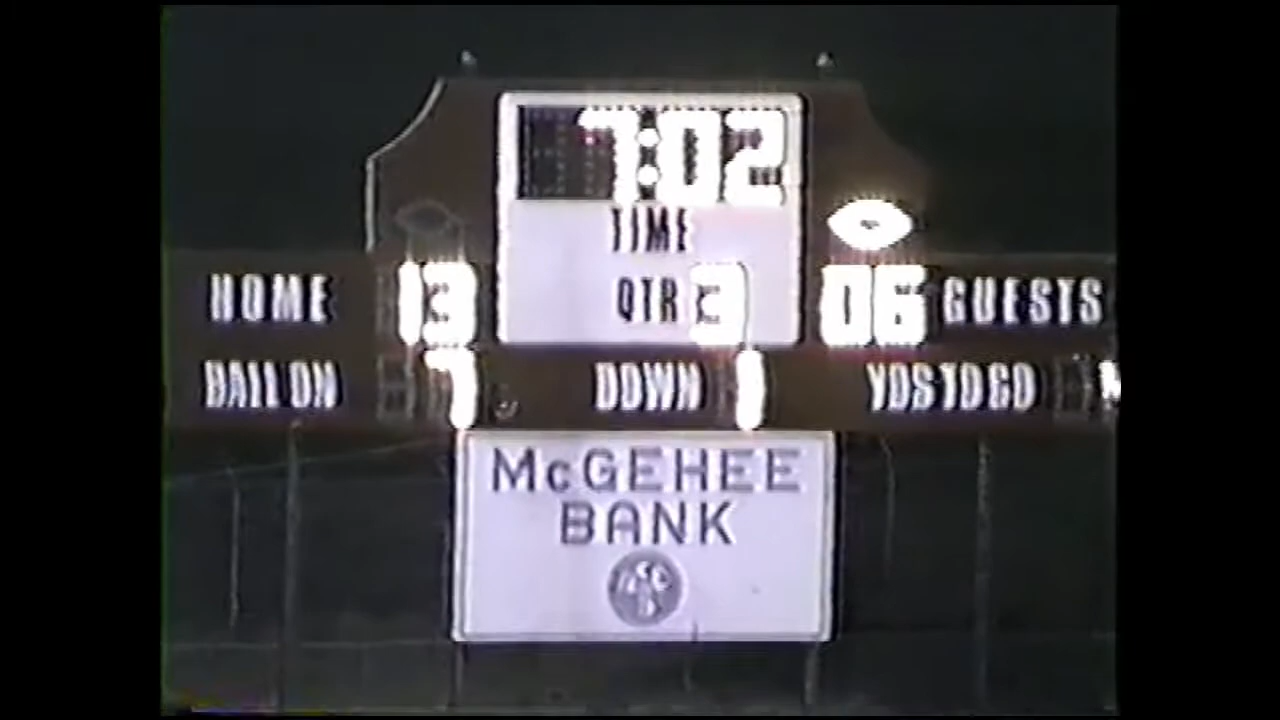 7:02
TIME
HOME 13 QTR 3 06 GUESTS
BALL ON 7 DOWN 1 YDS TO GO
McGEHEE
BANK